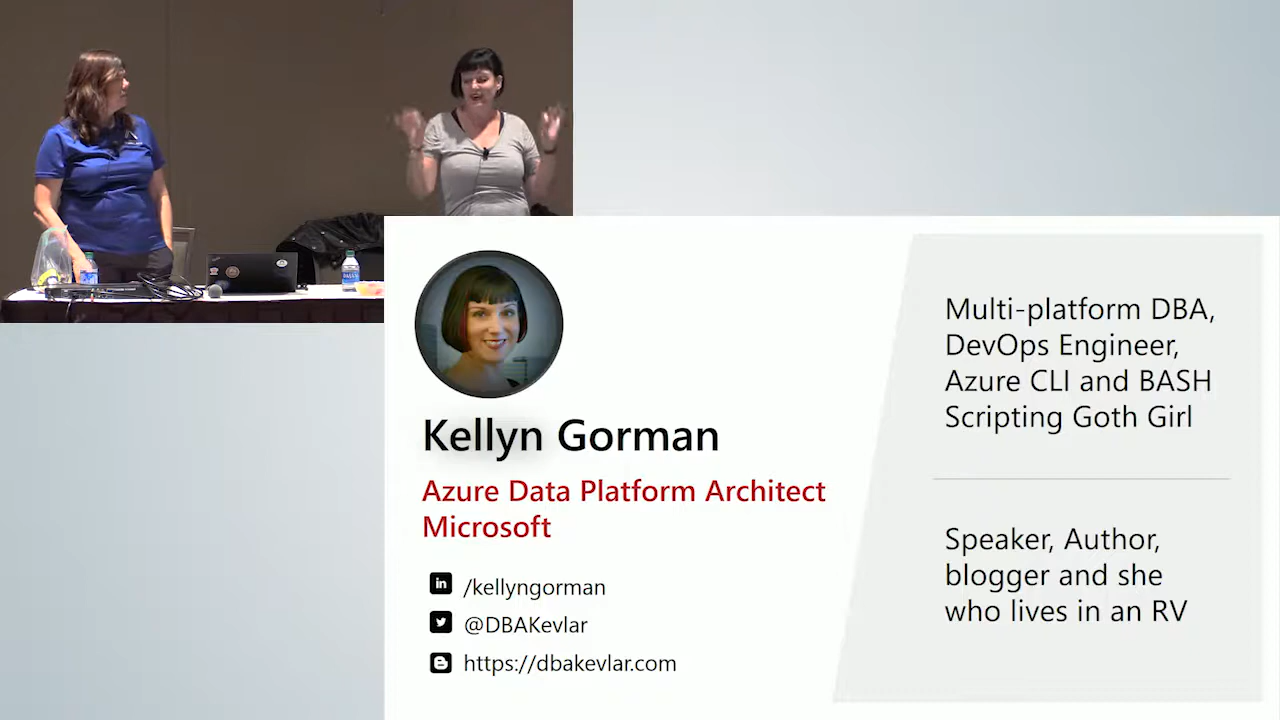 Kellyn Gorman
Azure Data Platform Architect
Microsoft
in /kellyngorman
@DBAKevlar
https://dbakevlar.com
Multi-platform DBA,
DevOps Engineer,
Azure CLI and BASH
Scripting Goth Girl
Speaker, Author,
blogger and she
who lives in an RV